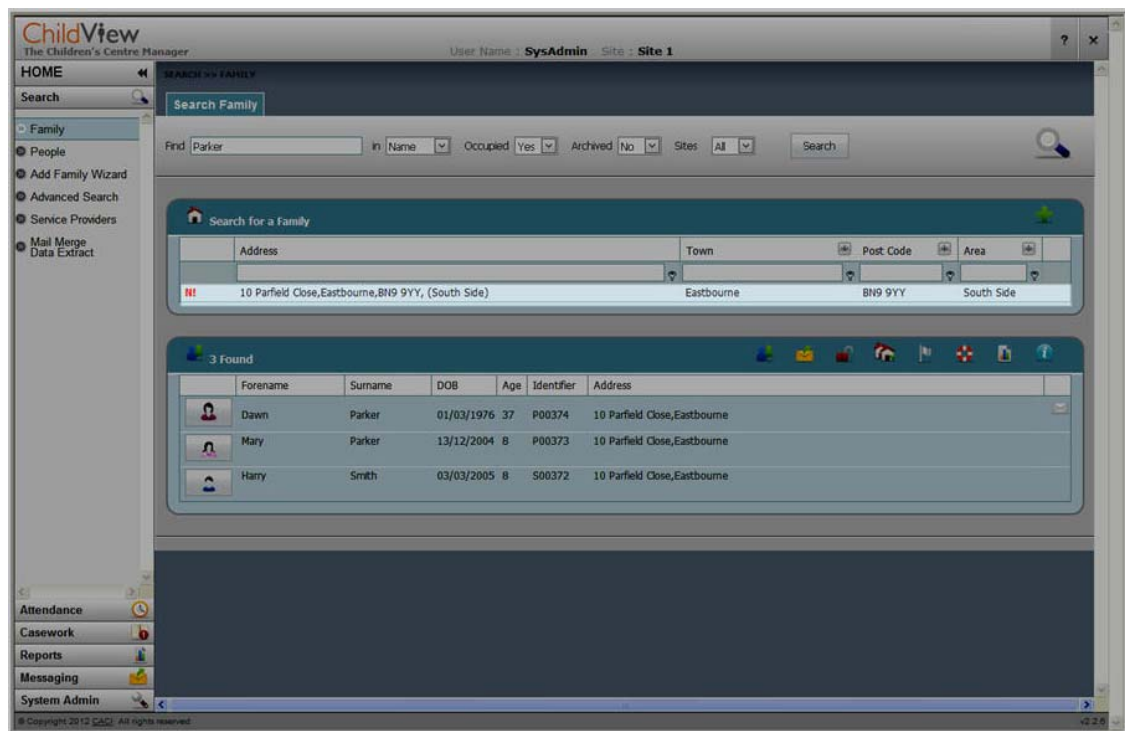 ChildView
The Children's Centre Manager
User Name : SysAdmin Site : Site 1
? ×
HOME
Search
Family
People
Add Family Wizard
Advanced Search
Service Providers
Mail Merge
Data Extract
Attendance
Casework
Reports
Messaging
System Admin
SEARCH >> FAMILY
Search Family
Find Parker in Name Occupied Yes Archived No Sites All Search
Search for a Family
Address Town Post Code Area
N! 10 Parfield Close,Eastbourne,BN9 9YY, (South Side) Eastbourne BN9 9YY South Side
3 Found
Forename Surname DOB Age Identifier Address
Dawn Parker 01/03/1976 37 P00374 10 Parfield Close,Eastbourne
Mary Parker 13/12/2004 8 P00373 10 Parfield Close,Eastbourne
Harry Smith 03/03/2005 8 S00372 10 Parfield Close,Eastbourne
© Copyright 2012 CACI. All rights reserved. v2.2.6